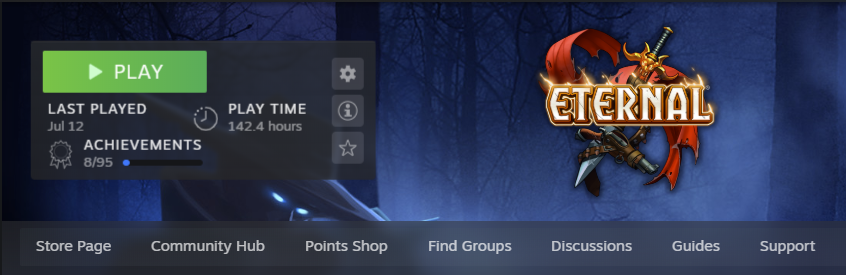 PLAY
LAST PLAYED
Jul 12
PLAY TIME
142.4 hours
ACHIEVEMENTS
8/95
ETERNAL
Store Page
Community Hub
Points Shop
Find Groups
Discussions
Guides
Support